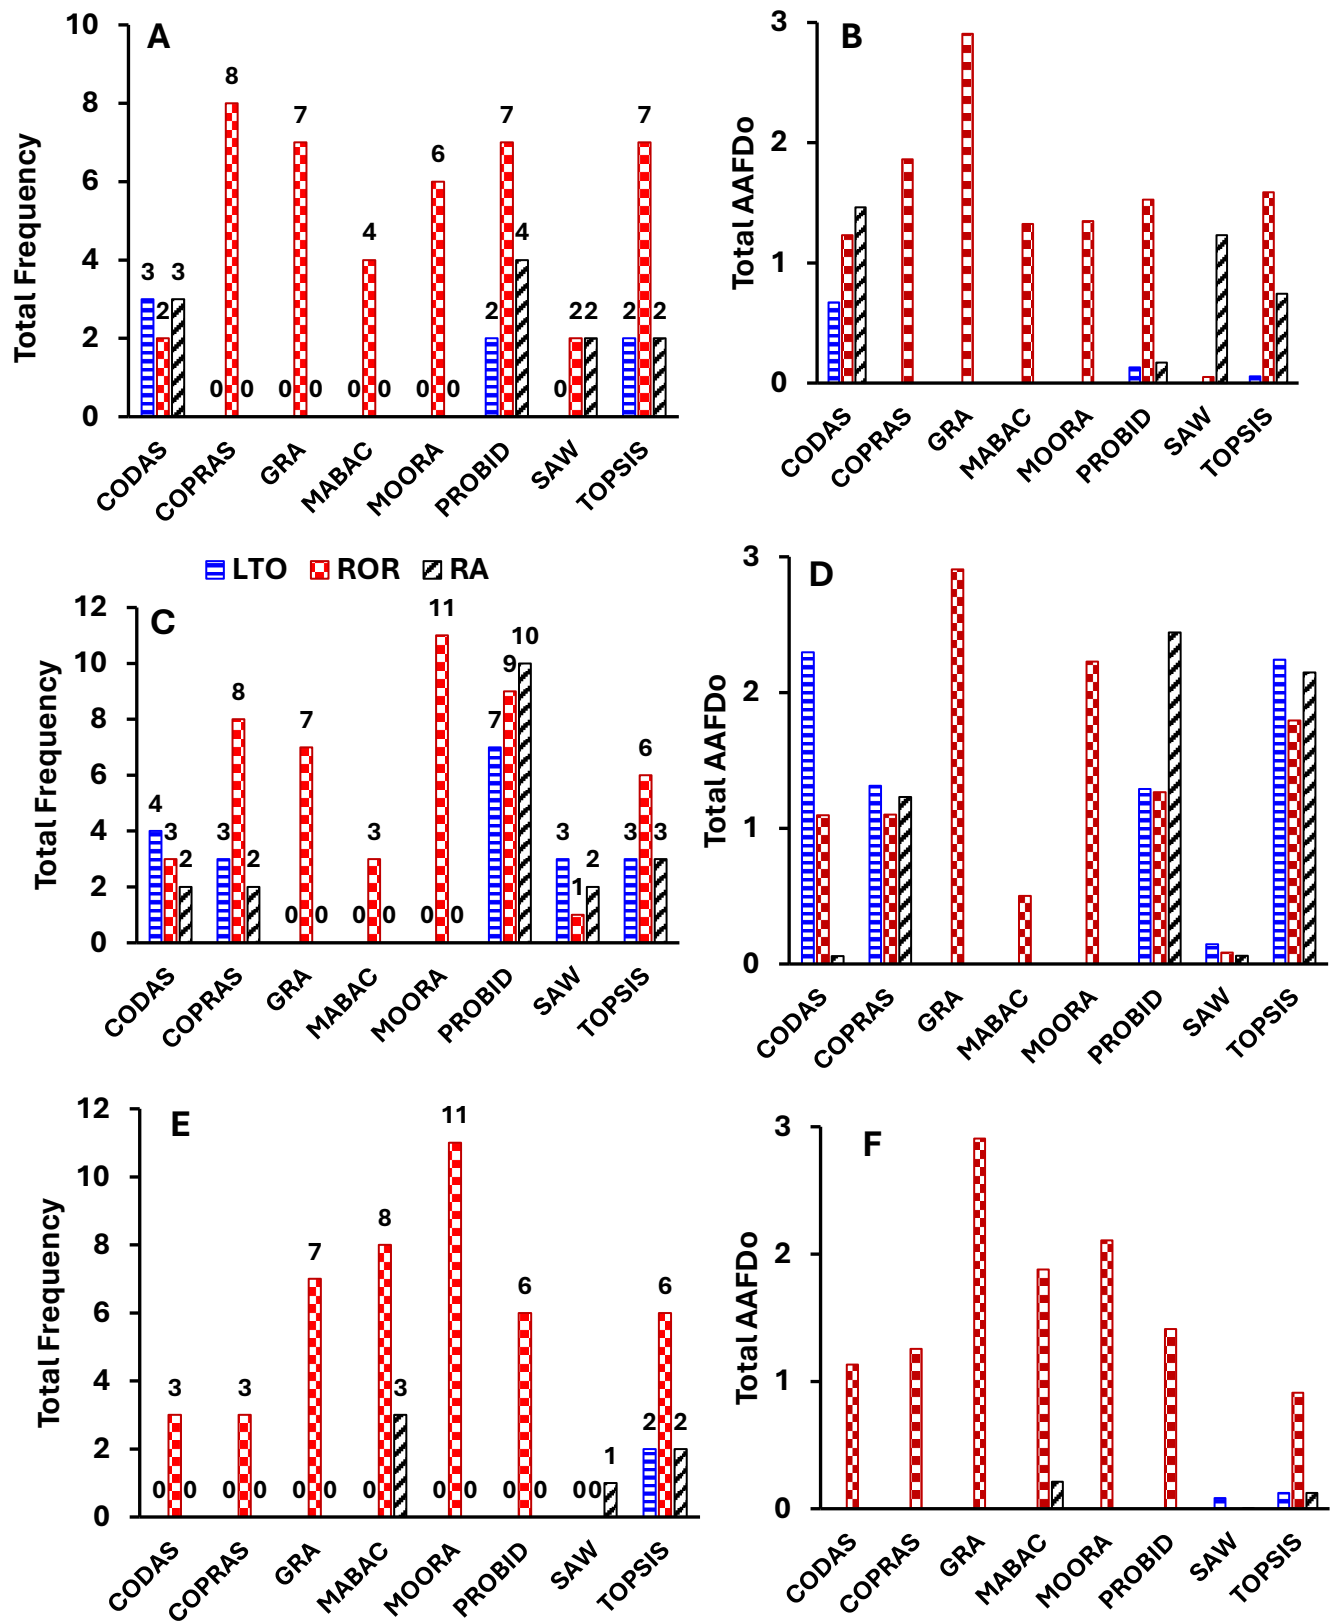 A
Total Frequency
10
8
6
4
2
0
3 2 3
0 8 0
0 7 0
0 4 0
0 6 0
2 7 4
0 2 2
2 7 2
CODAS COPRAS GRA MABAC MOORA PROBID SAW TOPSIS
B
Total AAFDo
3
2
1
0
CODAS COPRAS GRA MABAC MOORA PROBID SAW TOPSIS
LTO ROR RA
C
Total Frequency
12
10
8
6
4
2
0
4 3 2
3 8 2
0 7 0
0 3 0
0 11 0
7 9 10
3 1 2
3 6 3
CODAS COPRAS GRA MABAC MOORA PROBID SAW TOPSIS
D
Total AAFDo
3
2
1
0
CODAS COPRAS GRA MABAC MOORA PROBID SAW TOPSIS
E
Total Frequency
12
10
8
6
4
2
0
0 3 0
0 3 0
0 7 0
0 8 3
0 11 0
0 6 0
0 0 1
2 6 2
CODAS COPRAS GRA MABAC MOORA PROBID SAW TOPSIS
F
Total AAFDo
3
2
1
0
CODAS COPRAS GRA MABAC MOORA PROBID SAW TOPSIS